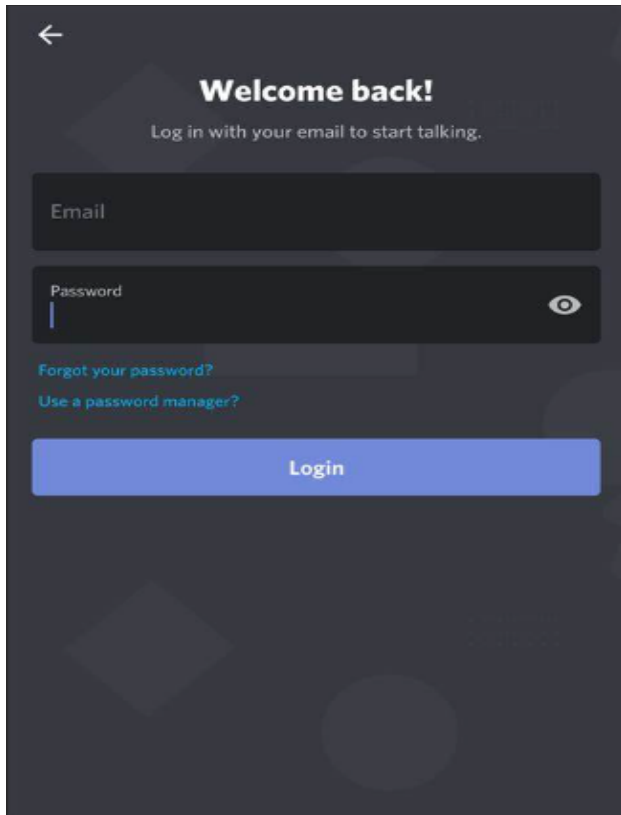 Welcome back!
Log in with your email to start talking.
Email
Password
Forgot your password?
Use a password manager?
Login